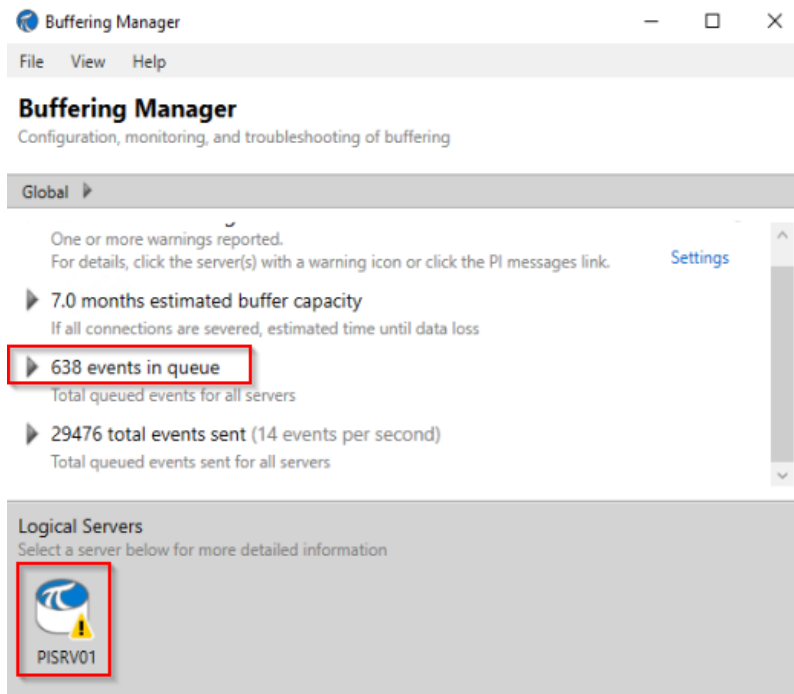 Buffering Manager
File View Help
Buffering Manager
Configuration, monitoring, and troubleshooting of buffering
Global
One or more warnings reported.
For details, click the server(s) with a warning icon or click the PI messages link.
Settings
7.0 months estimated buffer capacity
If all connections are severed, estimated time until data loss
638 events in queue
Total queued events for all servers
29476 total events sent (14 events per second)
Total queued events sent for all servers
Logical Servers
Select a server below for more detailed information
PISRV01